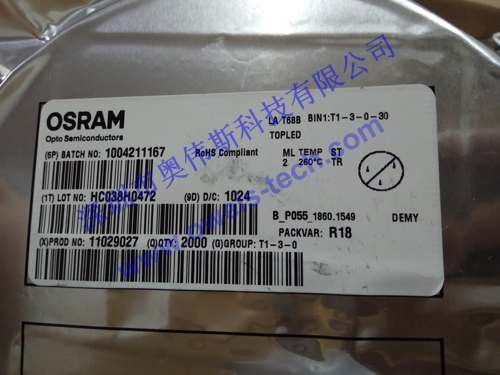 OSRAM
Opto Semiconductors
LA T68B BIN1:T1-3-0-30
TOPLED
(6P) BATCH NO: 1004211167
RoHS Compliant
ML TEMP ST
2 260°C TR
(1T) LOT NO: HC038H0472 (9D) D/C: 1024
B_P055_1860.1549 DEMY
PACKVAR: R18
(X)PROD NO: 11029027 (Q)QTY: 2000 (G)GROUP: T1-3-0
深圳市奥伟斯科技有限公司
www.oweis-tech.com